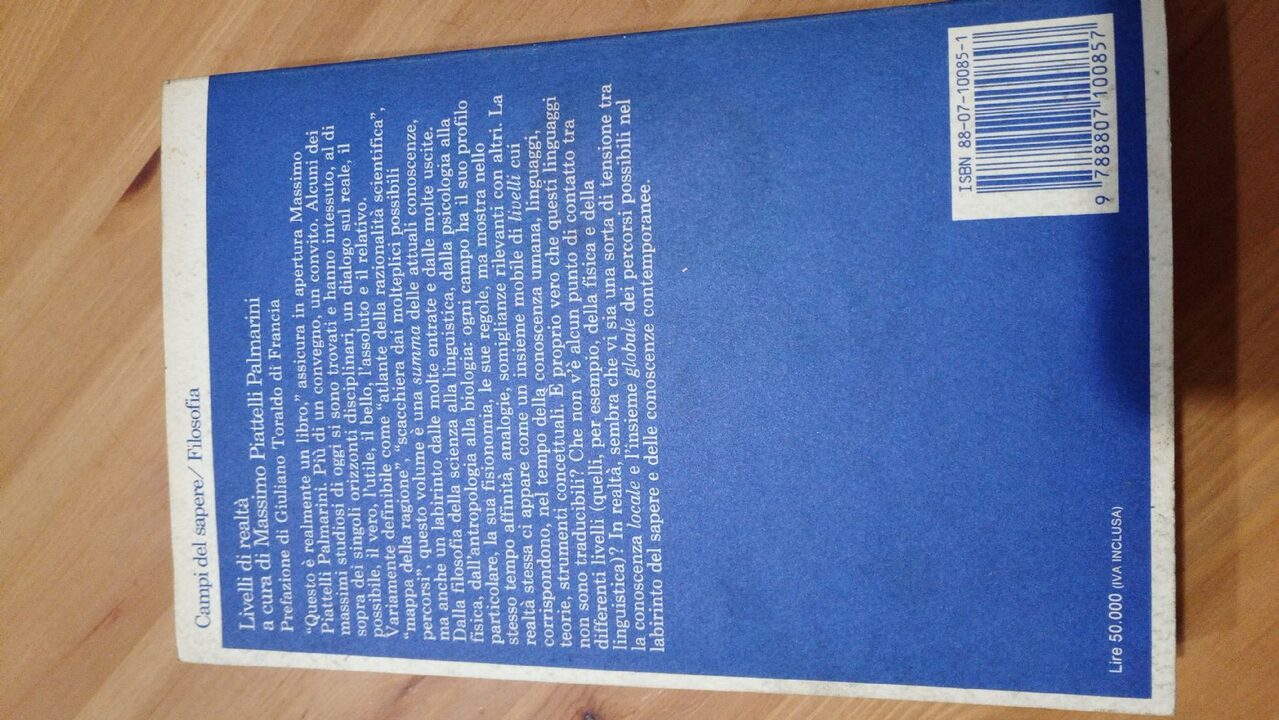 Campi del sapere/ Filosofia
Livelli di realtà
a cura di Massimo Piattelli Palmarini
Prefazione di Giuliano Toraldo di Francia
“Questo è realmente un libro,” assicura in apertura Massimo
Piattelli Palmarini. Più di un convegno, un convito. Alcuni dei
massimi studiosi di oggi si sono trovati e hanno intessuto, al di
sopra dei singoli orizzonti disciplinari, un dialogo sul reale, il
possibile, il vero, l'utile, il bello, l'assoluto e il relativo.
Variamente definibile come “atlante della razionalità scientifica”,
“mappa della ragione”, “scacchiera dai molteplici possibili
percorsi”, questo volume è una summa delle attuali conoscenze,
ma anche un labirinto dalle molte entrate e dalle molte uscite.
Dalla filosofia della scienza alla linguistica, dalla psicologia alla
fisica, dall'antropologia alla biologia: ogni campo ha il suo profilo
particolare, la sua fisionomia, le sue regole, ma mostra nello
stesso tempo affinità, analogie, somiglianze rilevanti con altri. La
realtà stessa ci appare come un insieme mobile di livelli cui
corrispondono, nel tempo della conoscenza umana, linguaggi,
teorie, strumenti concettuali. È proprio vero che questi linguaggi
non sono traducibili? Che non v'è alcun punto di contatto tra
differenti livelli (quelli, per esempio, della fisica e della
linguistica)? In realtà, sembra che vi sia una sorta di tensione tra
la conoscenza locale e l'insieme globale dei percorsi possibili nel
labirinto del sapere e delle conoscenze contemporanee.
Lire 50.000 (IVA INCLUSA)
ISBN 88-07-10085-1
9 788807 100857